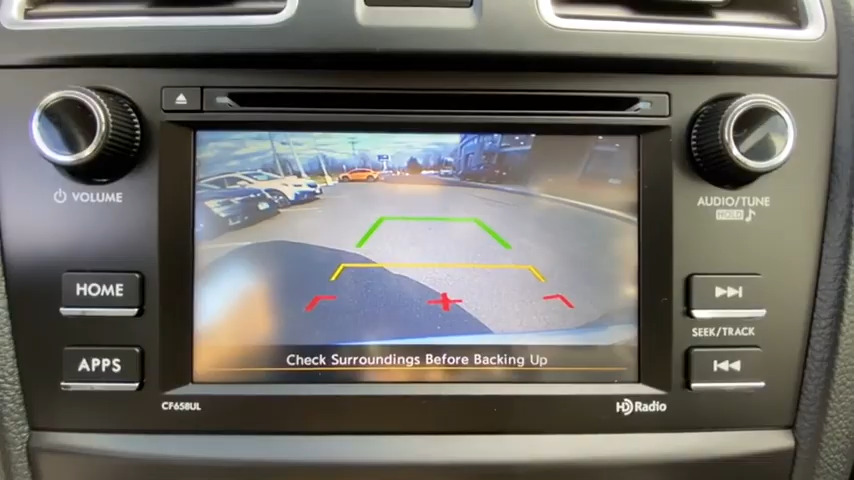 VOLUME
AUDIO/TUNE
HOLD
HOME
APPS
SEEK/TRACK
Check Surroundings Before Backing Up
CF658UL
HD Radio